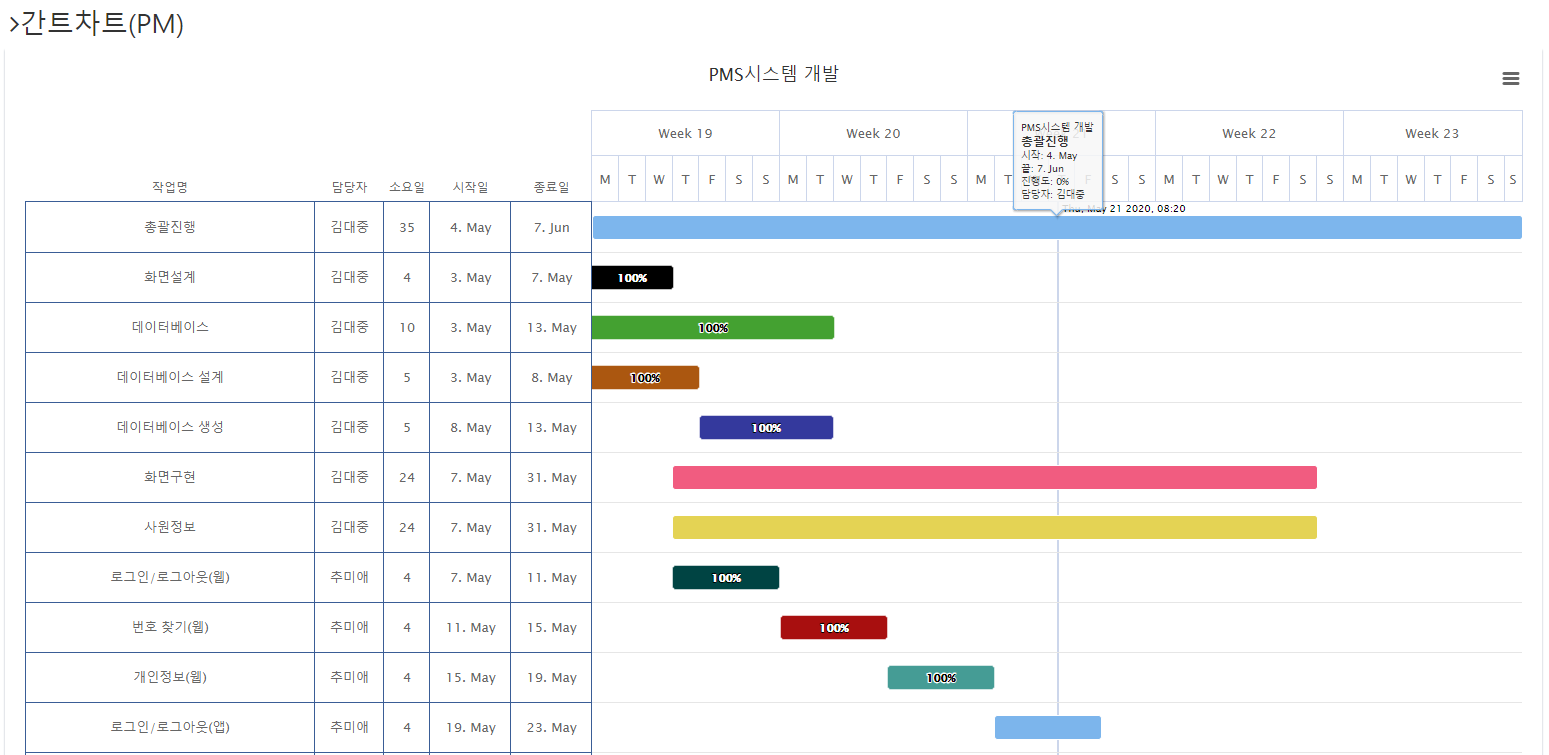 >간트차트(PM)
PMS시스템 개발
Week 19 Week 20 Week 22 Week 23
PMS시스템 개발
총괄진행
시작: 4. May
끝: 7. Jun
진행도: 0%
담당자: 김대중
작업명 담당자 소요일 시작일 종료일
M T W T F S S M T W T F S S M T F S S M T W T F S S M T W T F S S
Thu, May 21 2020, 08:20
총괄진행 김대중 35 4. May 7. Jun
화면설계 김대중 4 3. May 7. May 100%
데이터베이스 김대중 10 3. May 13. May 100%
데이터베이스 설계 김대중 5 3. May 8. May 100%
데이터베이스 생성 김대중 5 8. May 13. May 100%
화면구현 김대중 24 7. May 31. May
사원정보 김대중 24 7. May 31. May
로그인/로그아웃(웹) 추미애 4 7. May 11. May 100%
번호 찾기(웹) 추미애 4 11. May 15. May 100%
개인정보(웹) 추미애 4 15. May 19. May 100%
로그인/로그아웃(앱) 추미애 4 19. May 23. May